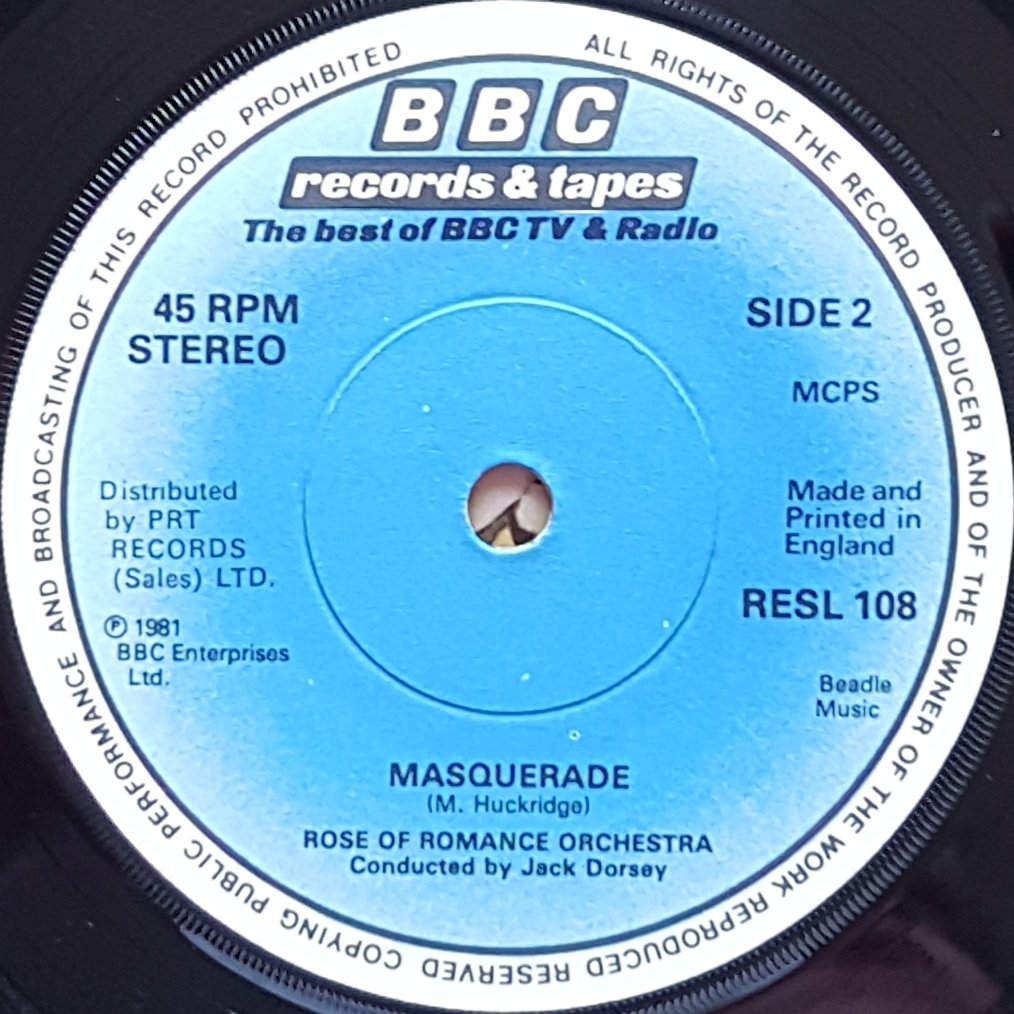 ALL RIGHTS OF THE RECORD PRODUCER AND OF THE OWNER OF THE WORK REPRODUCED RESERVED COPYING PUBLIC PERFORMANCE AND BROADCASTING OF THIS RECORD PROHIBITED
BBC
records & tapes
The best of BBC TV & Radio
45 RPM
STEREO
SIDE 2
MCPS
Distributed
by PRT
RECORDS
(Sales) LTD.
Made and
Printed in
England
RESL 108
℗ 1981
BBC Enterprises
Ltd.
Beadle
Music
MASQUERADE
(M. Huckridge)
ROSE OF ROMANCE ORCHESTRA
Conducted by Jack Dorsey